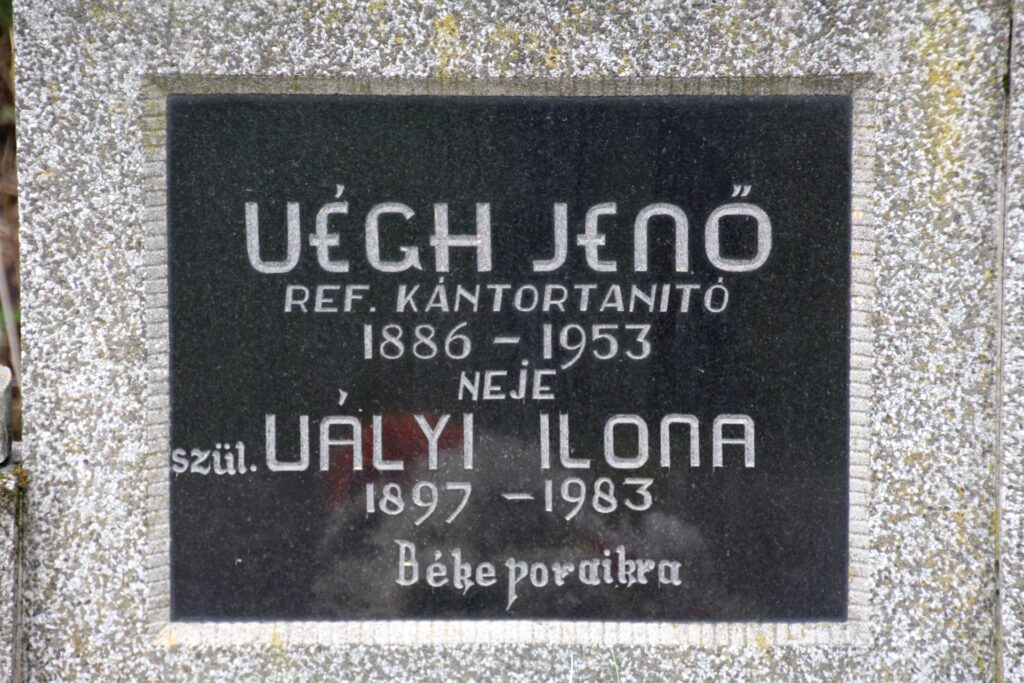 VÉGH JENŐ
REF. KÁNTORTANITÓ
1886 - 1953
NEJE
szül. VÁLYI ILONA
1897 - 1983
Béke poraikra